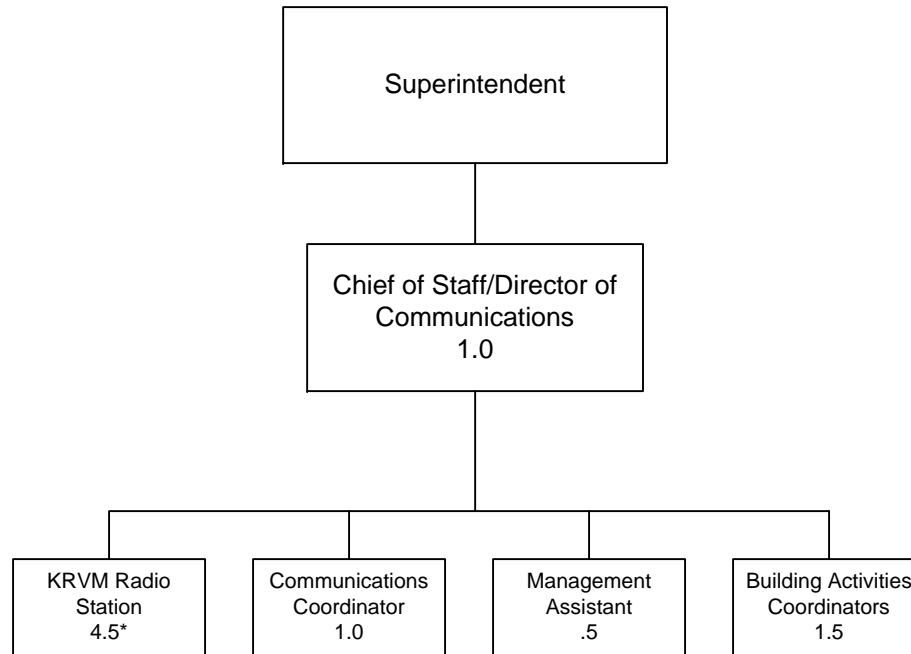 Superintendent
Chief of Staff/Director of
Communications
1.0
KRVM Radio
Station
4.5*
Communications
Coordinator
1.0
Management
Assistant
.5
Building Activities
Coordinators
1.5